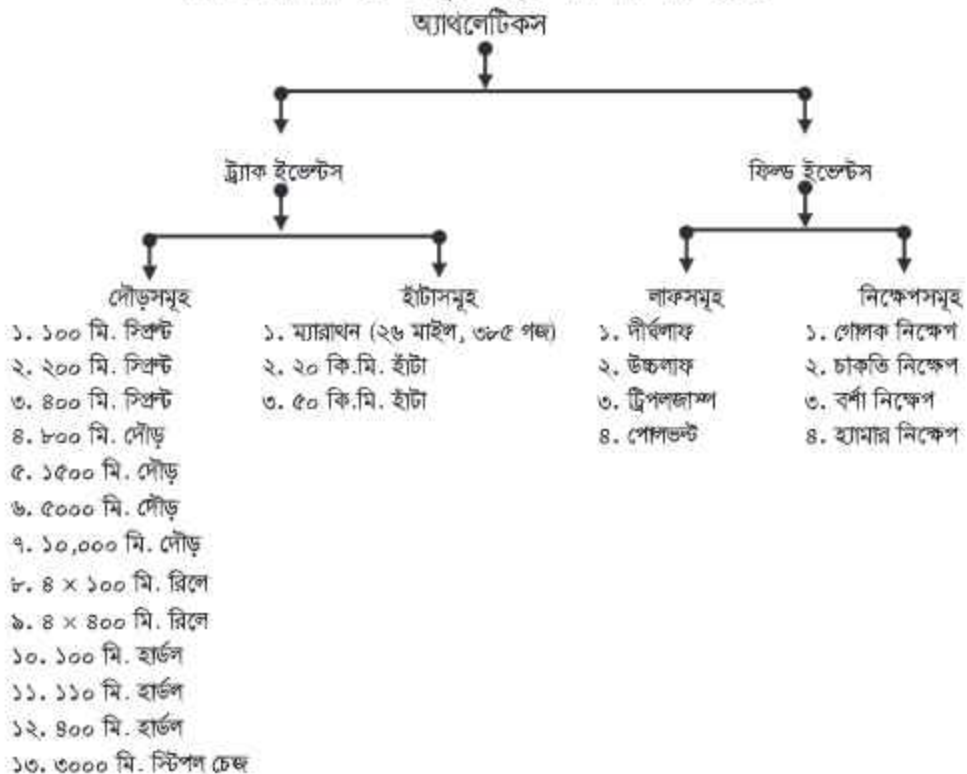 অ্যাথলেটিকস
ট্র্যাক ইভেন্টস
ফিল্ড ইভেন্টস
দৌড়সমূহ
১. ১০০ মি. স্প্রিন্ট
২. ২০০ মি. স্প্রিন্ট
৩. ৪০০ মি. স্প্রিন্ট
৪. ৮০০ মি. দৌড়
৫. ১৫০০ মি. দৌড়
৬. ৫০০০ মি. দৌড়
৭. ১০,০০০ মি. দৌড়
৮. ৪ × ১০০ মি. রিলে
৯. ৪ × ৪০০ মি. রিলে
১০. ১০০ মি. হার্ডল
১১. ১১০ মি. হার্ডল
১২. ৪০০ মি. হার্ডল
১৩. ৩০০০ মি. স্টিপল চেজ
হাঁটাসমূহ
১. ম্যারাথন (২৬ মাইল, ৩৮৫ গজ)
২. ২০ কি.মি. হাঁটা
৩. ৫০ কি.মি. হাঁটা
লাফসমূহ
১. দীর্ঘলাফ
২. উচ্চলাফ
৩. ট্রিপলজাম্প
৪. পোলভল্ট
নিক্ষেপসমূহ
১. গোলক নিক্ষেপ
২. চাকতি নিক্ষেপ
৩. বর্শা নিক্ষেপ
৪. হ্যামার নিক্ষেপ